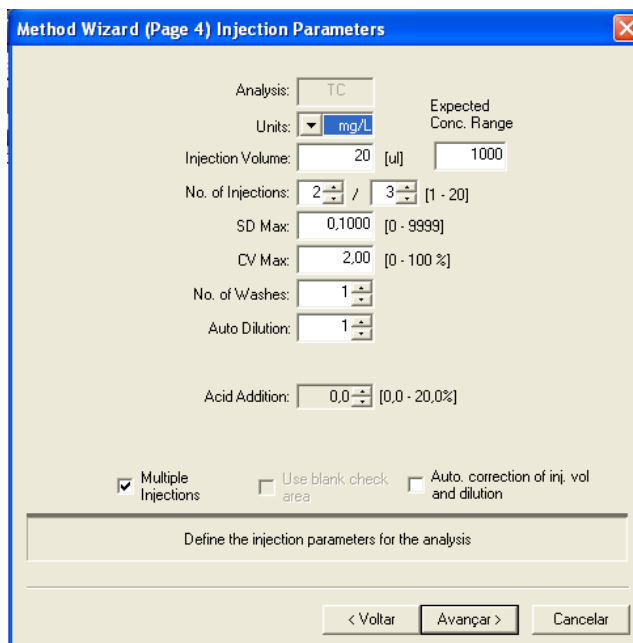 Method Wizard (Page 4) Injection Parameters
Analysis: TC
Expected
Conc. Range
Units: mg/L
Injection Volume: 20 [ul] 1000
No. of Injections: 2 / 3 [1 - 20]
SD Max: 0,1000 [0 - 9999]
CV Max: 2,00 [0 - 100 %]
No. of Washes: 1
Auto Dilution: 1
Acid Addition: 0,0 [0,0 - 20,0%]
Multiple
Injections
Use blank check
area
Auto. correction of inj. vol
and dilution
Define the injection parameters for the analysis
< Voltar Avançar > Cancelar